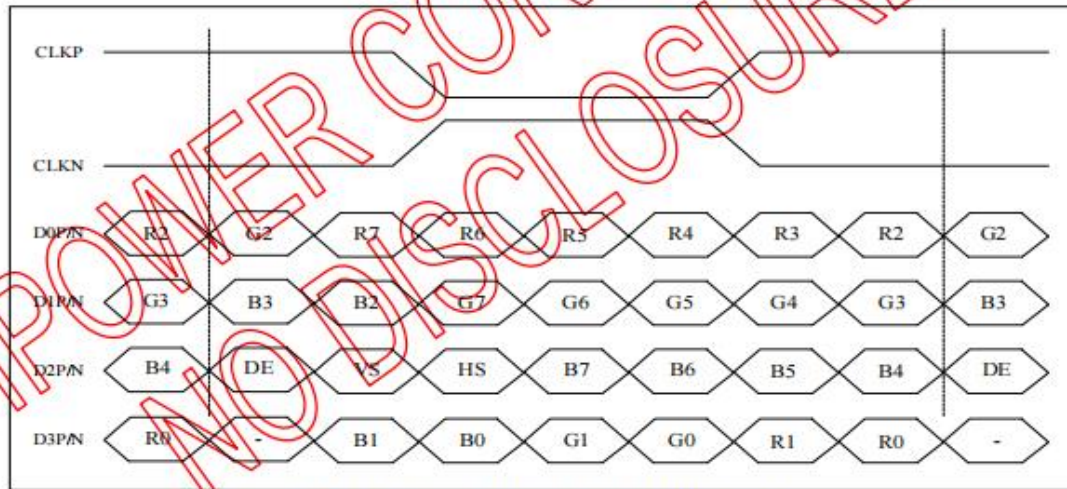 CLKP
CLKN
D0P/N R2 G2 R7 R6 R5 R4 R3 R2 G2
D1P/N G3 B3 B2 G7 G6 G5 G4 G3 B3
D2P/N B4 DE VS HS B7 B6 B5 B4 DE
D3P/N R0 - B1 B0 G1 G0 R1 R0 -
POWER
NO DISCLOSURE